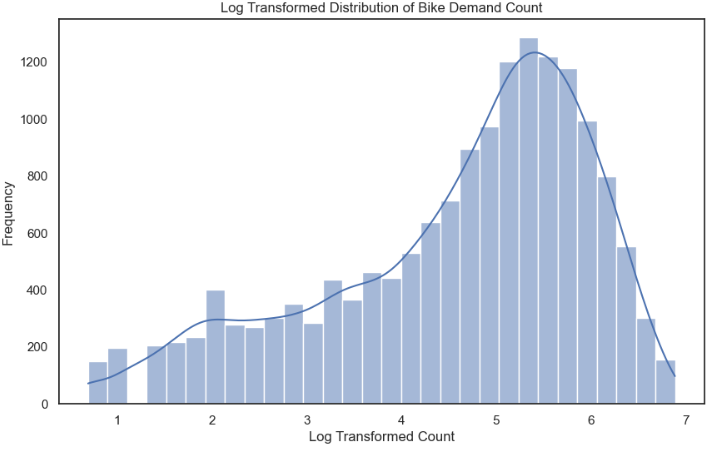 Log Transformed Distribution of Bike Demand Count
1200
1000
800
600
400
200
0
Frequency
1 2 3 4 5 6 7
Log Transformed Count